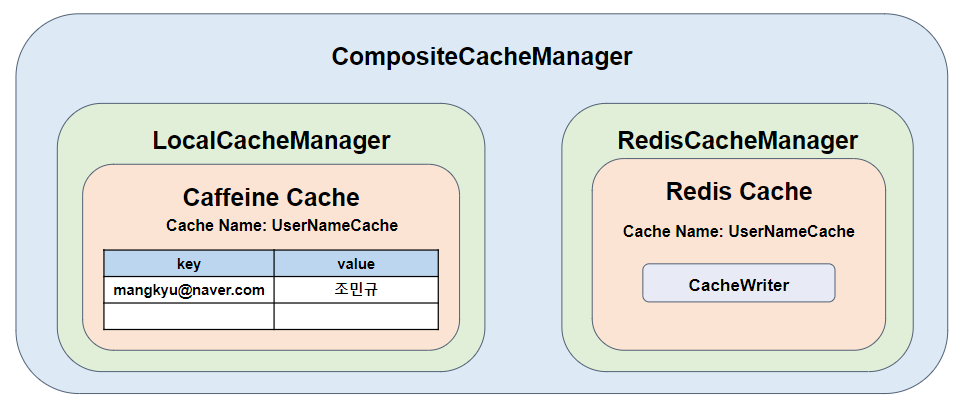 CompositeCacheManager
LocalCacheManager
Caffeine Cache
Cache Name: UserNameCache
key value
mangkyu@naver.com 조민규
RedisCacheManager
Redis Cache
Cache Name: UserNameCache
CacheWriter